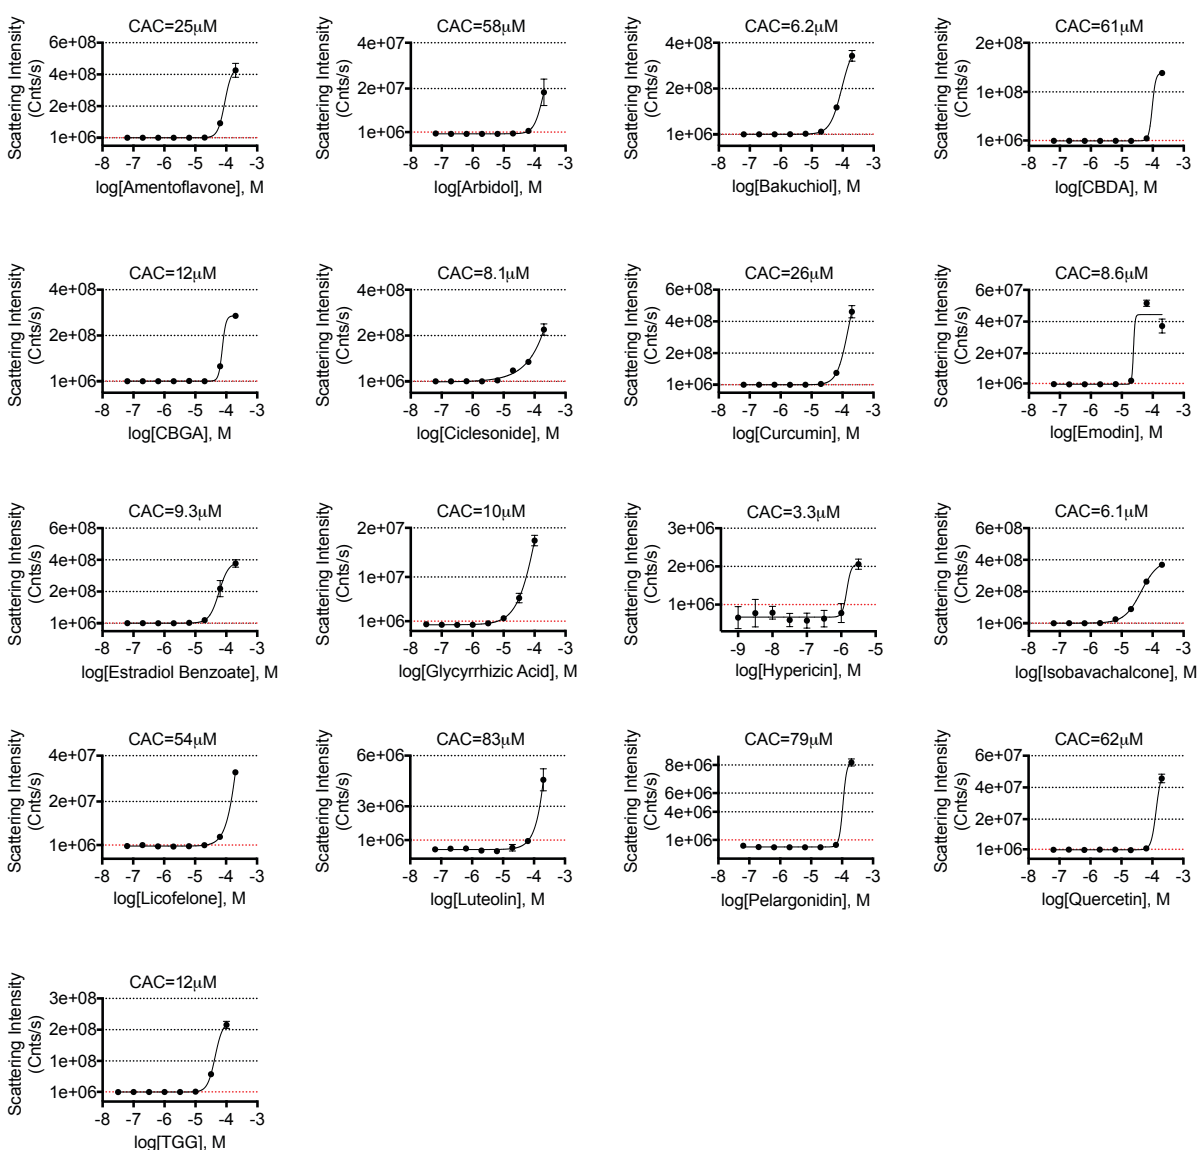 CAC=25μM
Scattering Intensity
(Cnts/s)
6e+08
4e+08
2e+08
1e+06
-8 -7 -6 -5 -4 -3
log[Amentoflavone], M
CAC=58μM
Scattering Intensity
(Cnts/s)
4e+07
2e+07
1e+06
-8 -7 -6 -5 -4 -3
log[Arbidol], M
CAC=6.2μM
Scattering Intensity
(Cnts/s)
4e+08
2e+08
1e+06
-8 -7 -6 -5 -4 -3
log[Bakuchiol], M
CAC=61μM
Scattering Intensity
(Cnts/s)
2e+08
1e+08
1e+06
-8 -7 -6 -5 -4 -3
log[CBDA], M
CAC=12μM
Scattering Intensity
(Cnts/s)
4e+08
2e+08
1e+06
-8 -7 -6 -5 -4 -3
log[CBGA], M
CAC=8.1μM
Scattering Intensity
(Cnts/s)
4e+08
2e+08
1e+06
-8 -7 -6 -5 -4 -3
log[Ciclesonide], M
CAC=26μM
Scattering Intensity
(Cnts/s)
6e+08
4e+08
2e+08
1e+06
-8 -7 -6 -5 -4 -3
log[Curcumin], M
CAC=8.6μM
Scattering Intensity
(Cnts/s)
6e+07
4e+07
2e+07
1e+06
-8 -7 -6 -5 -4 -3
log[Emodin], M
CAC=9.3μM
Scattering Intensity
(Cnts/s)
6e+08
4e+08
2e+08
1e+06
-8 -7 -6 -5 -4 -3
log[Estradiol Benzoate], M
CAC=10μM
Scattering Intensity
(Cnts/s)
2e+07
1e+07
1e+06
-8 -7 -6 -5 -4 -3
log[Glycyrrhizic Acid], M
CAC=3.3μM
Scattering Intensity
(Cnts/s)
3e+06
2e+06
1e+06
-9 -8 -7 -6 -5
log[Hypericin], M
CAC=6.1μM
Scattering Intensity
(Cnts/s)
6e+08
4e+08
2e+08
1e+06
-8 -7 -6 -5 -4 -3
log[Isobavachalcone], M
CAC=54μM
Scattering Intensity
(Cnts/s)
4e+07
2e+07
1e+06
-8 -7 -6 -5 -4 -3
log[Licofelone], M
CAC=83μM
Scattering Intensity
(Cnts/s)
6e+06
3e+06
1e+06
-8 -7 -6 -5 -4 -3
log[Luteolin], M
CAC=79μM
Scattering Intensity
(Cnts/s)
8e+06
6e+06
4e+06
1e+06
-8 -7 -6 -5 -4 -3
log[Pelargonidin], M
CAC=62μM
Scattering Intensity
(Cnts/s)
6e+07
4e+07
2e+07
1e+06
-8 -7 -6 -5 -4 -3
log[Quercetin], M
CAC=12μM
Scattering Intensity
(Cnts/s)
3e+08
2e+08
1e+08
1e+06
-8 -7 -6 -5 -4 -3
log[TGG], M